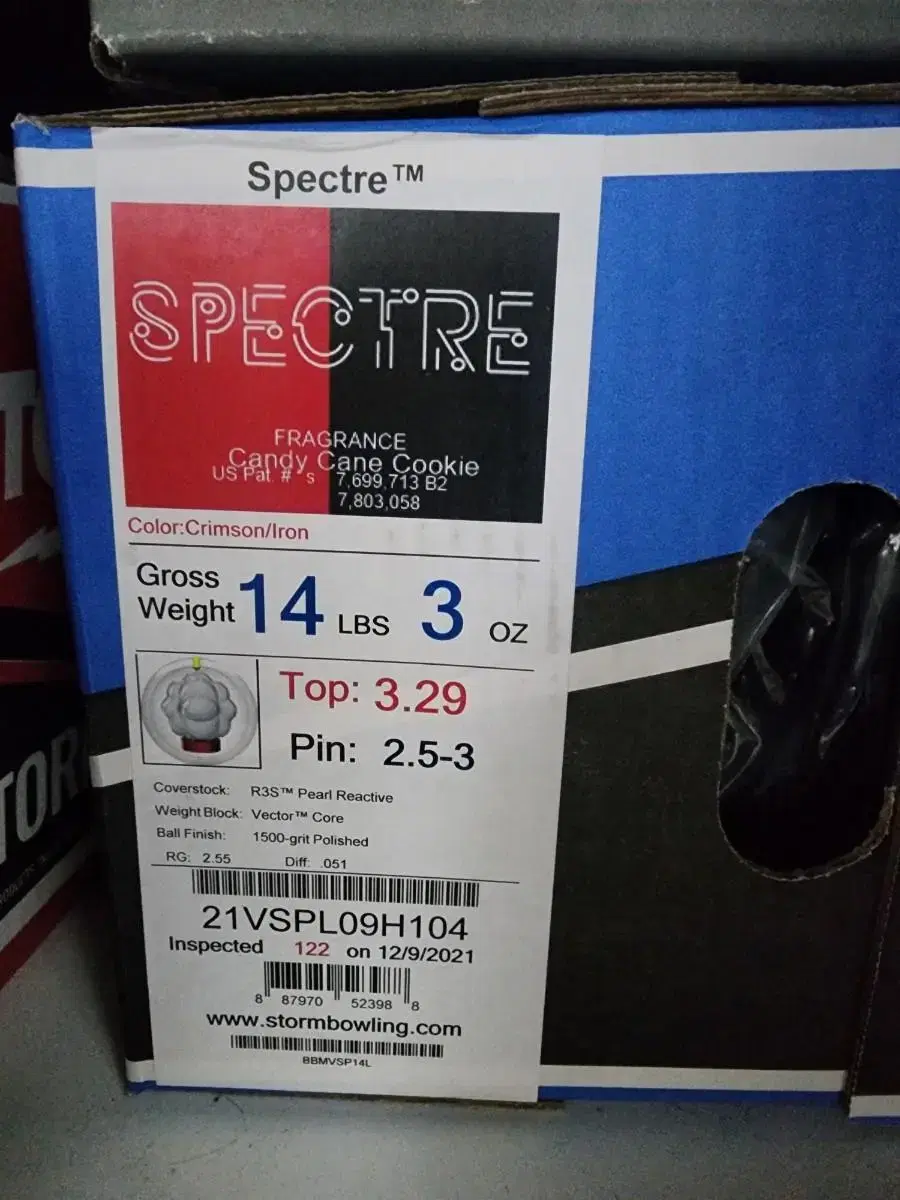 Spectre™
SPECTRE
FRAGRANCE
Candy Cane Cookie
US Pat. #'s 7,699,713 B2
7,803,058
Color:Crimson/Iron
Gross
Weight 14 LBS 3 OZ
Top: 3.29
Pin: 2.5-3
Coverstock: R3S™ Pearl Reactive
Weight Block: Vector™ Core
Ball Finish: 1500-grit Polished
RG: 2.55 Diff: .051
21VSPL09H104
Inspected 122 on 12/9/2021
8 87970 52398 8
www.stormbowling.com
BBMVSP14L
TOR